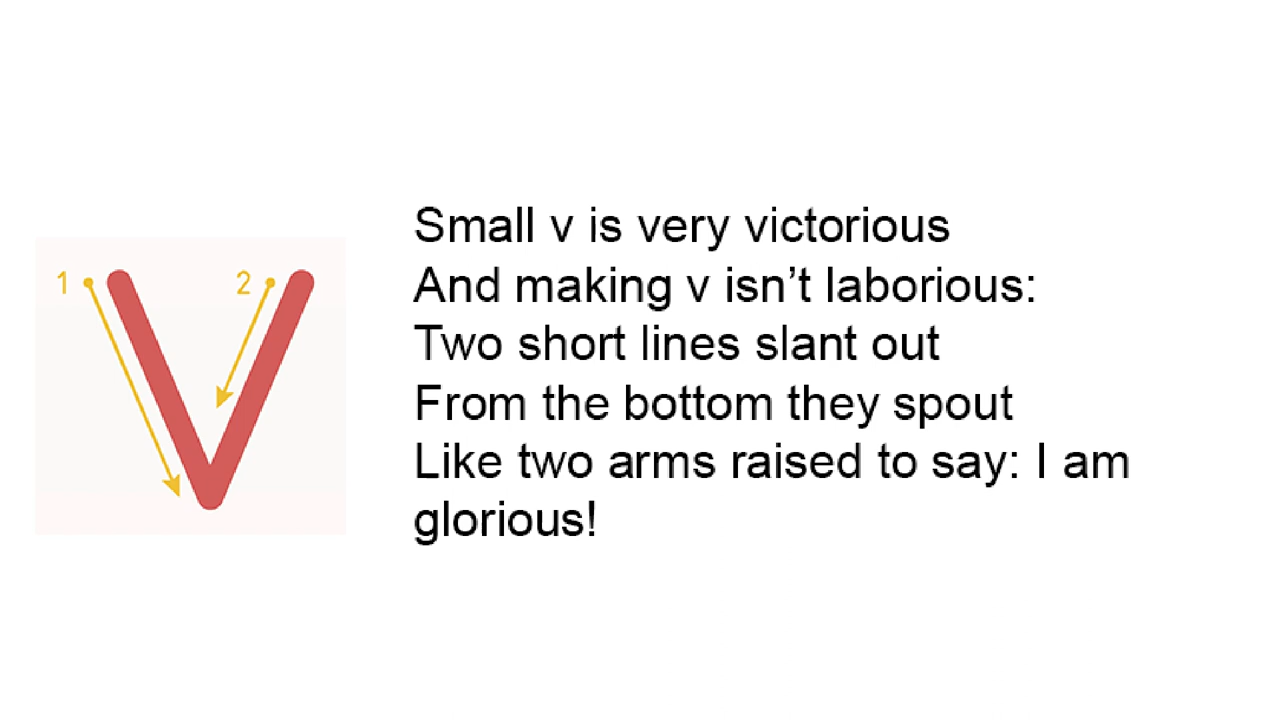 1 2
Small v is very victorious
And making v isn’t laborious:
Two short lines slant out
From the bottom they spout
Like two arms raised to say: I am
glorious!